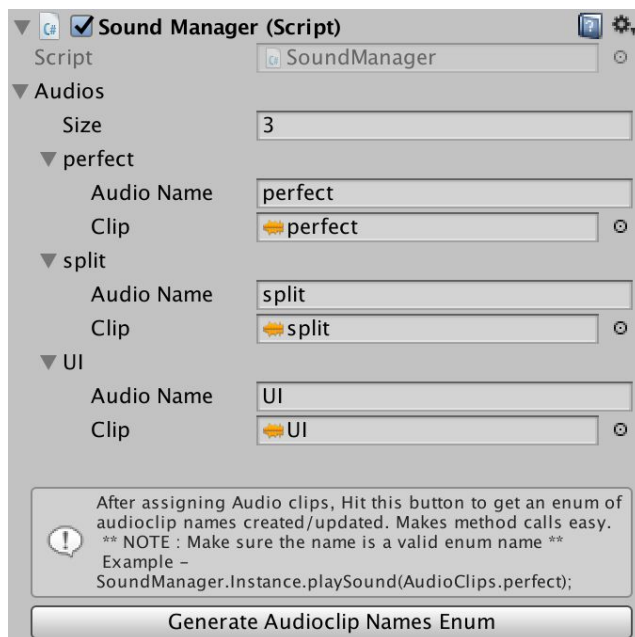 Sound Manager (Script)
Script SoundManager
Audios
Size 3
perfect
Audio Name perfect
Clip perfect
split
Audio Name split
Clip split
UI
Audio Name UI
Clip UI
After assigning Audio clips, Hit this button to get an enum of
audioclip names created/updated. Makes method calls easy.
** NOTE : Make sure the name is a valid enum name **
Example -
SoundManager.Instance.playSound(AudioClips.perfect);
Generate Audioclip Names Enum